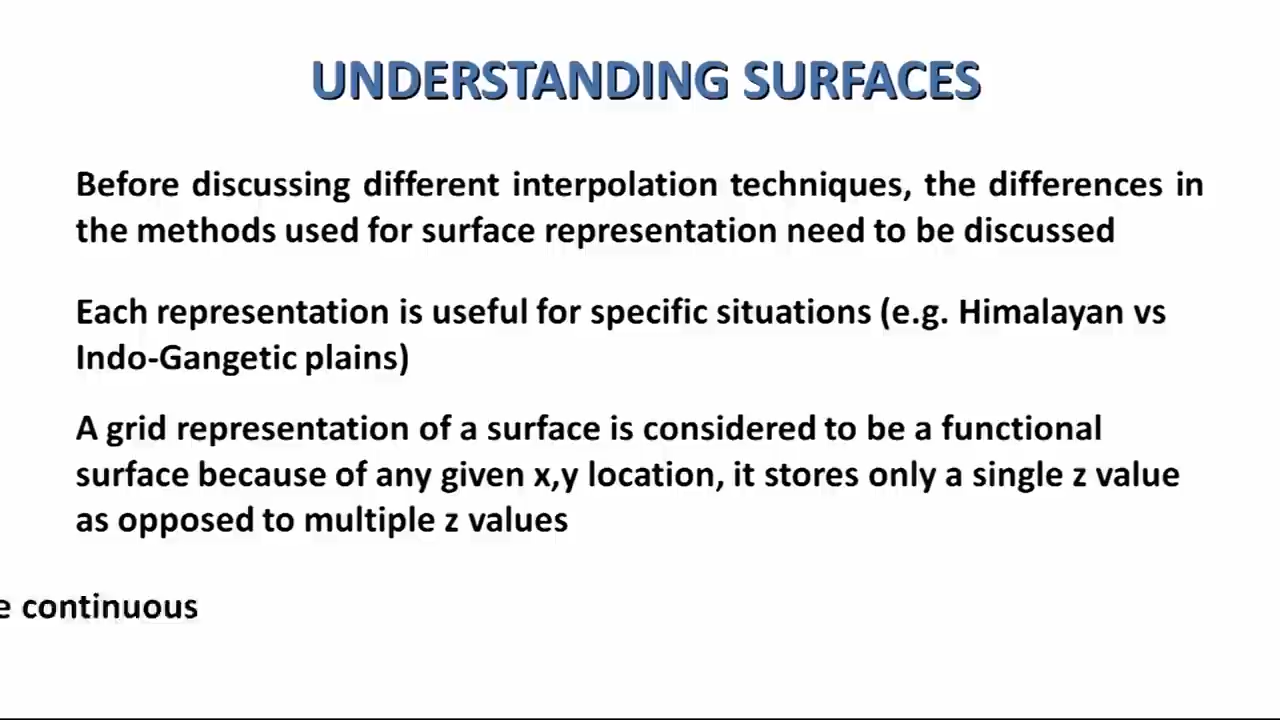 UNDERSTANDING SURFACES
Before discussing different interpolation techniques, the differences in
the methods used for surface representation need to be discussed
Each representation is useful for specific situations (e.g. Himalayan vs
Indo-Gangetic plains)
A grid representation of a surface is considered to be a functional
surface because of any given x,y location, it stores only a single z value
as opposed to multiple z values
e continuous